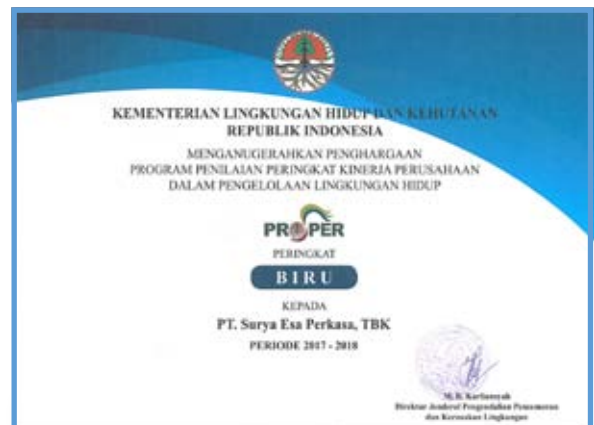 KEMENTERIAN LINGKUNGAN HIDUP DAN KEHUTANAN
REPUBLIK INDONESIA
MENGANUGERAHKAN PENGHARGAAN
PROGRAM PENILAIAN PERINGKAT KINERJA PERUSAHAAN
DALAM PENGELOLAAN LINGKUNGAN HIDUP
PROPER
PERINGKAT
BIRU
KEPADA
PT. Surya Esa Perkasa, TBK
PERIODE 2017 - 2018
M. R. Karliansyah
Direktur Jenderal Pengendalian Pencemaran
dan Kerusakan Lingkungan